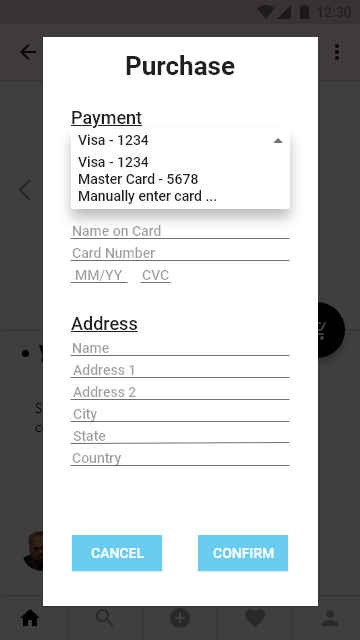 12:30
Purchase
Payment
Visa - 1234
Visa - 1234
Master Card - 5678
Manually enter card ...
Name on Card
Card Number
MM/YY CVC
Address
Name
Address 1
Address 2
City
State
Country
CANCEL CONFIRM